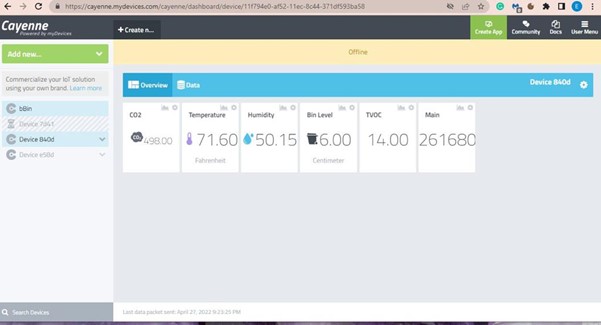 https://cayenne.mydevices.com/cayenne/dashboard/device/11f794e0-af52-11ec-8c44-371df593ba58
Cayenne
Powered by myDevices
+ Create n...
Create App
Community
Docs
User Menu
Add new...
Offline
Commercialize your IoT solution
using your own brand. Learn more
bBin
Device 7841
Device 840d
Device e58d
Overview
Data
Device 840d
CO2
CO2
498.00
Temperature
71.60
Fahrenheit
Humidity
50.15
Bin Level
6.00
Centimeter
TVOC
14.00
Main
261680
Search Devices
Last data packet sent: April 27, 2022 9:23:25 PM